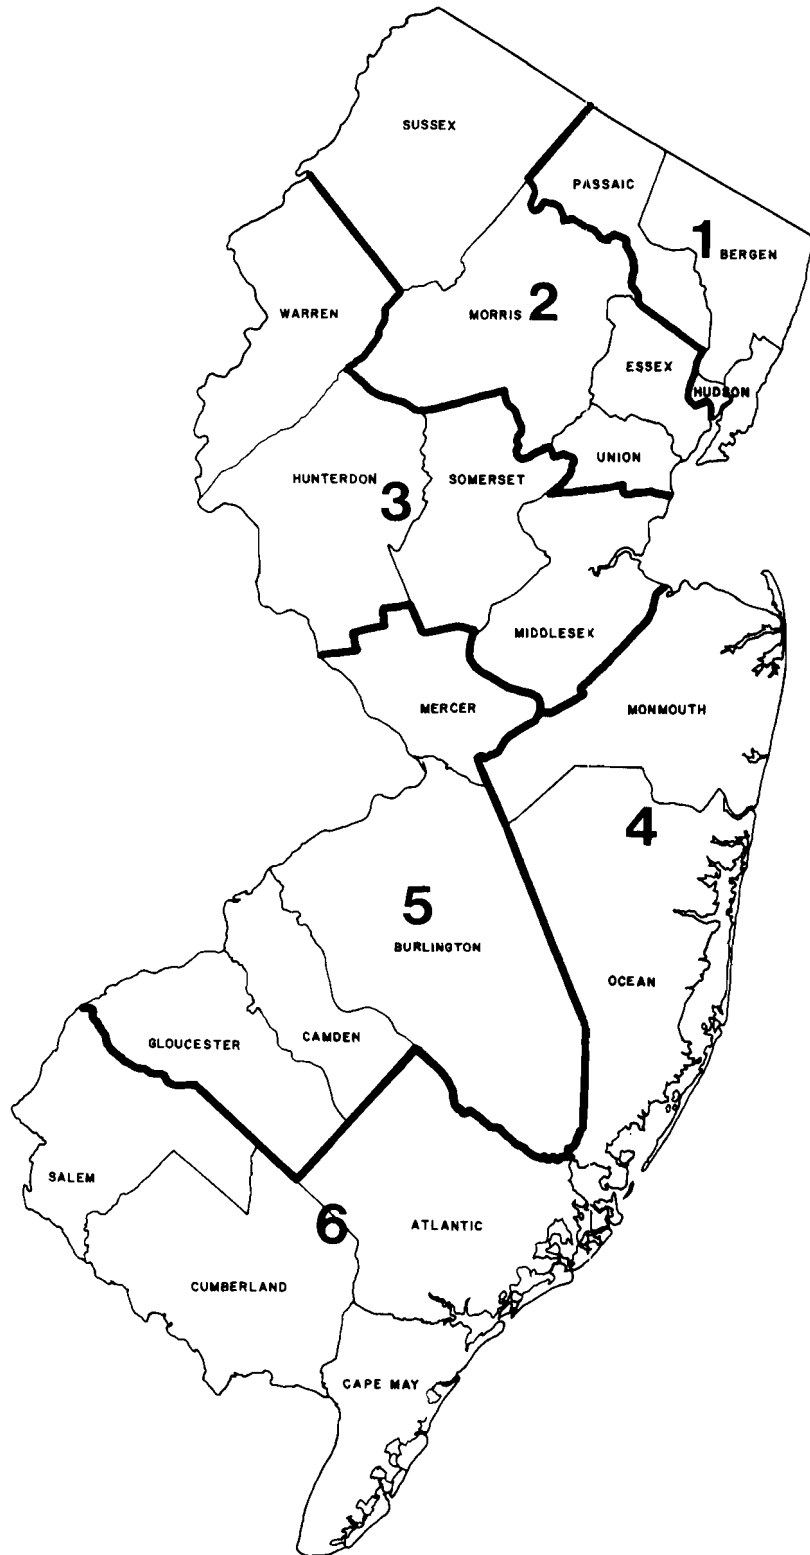 SUSSEX
PASSAIC
1
BERGEN
WARREN
MORRIS 2
ESSEX
HUDSON
UNION
HUNTERDON
SOMERSET
3
MIDDLESEX
MERCER
MONMOUTH
4
5
BURLINGTON
OCEAN
GLOUCESTER
CAMDEN
SALEM
6
ATLANTIC
CUMBERLAND
CAPE MAY